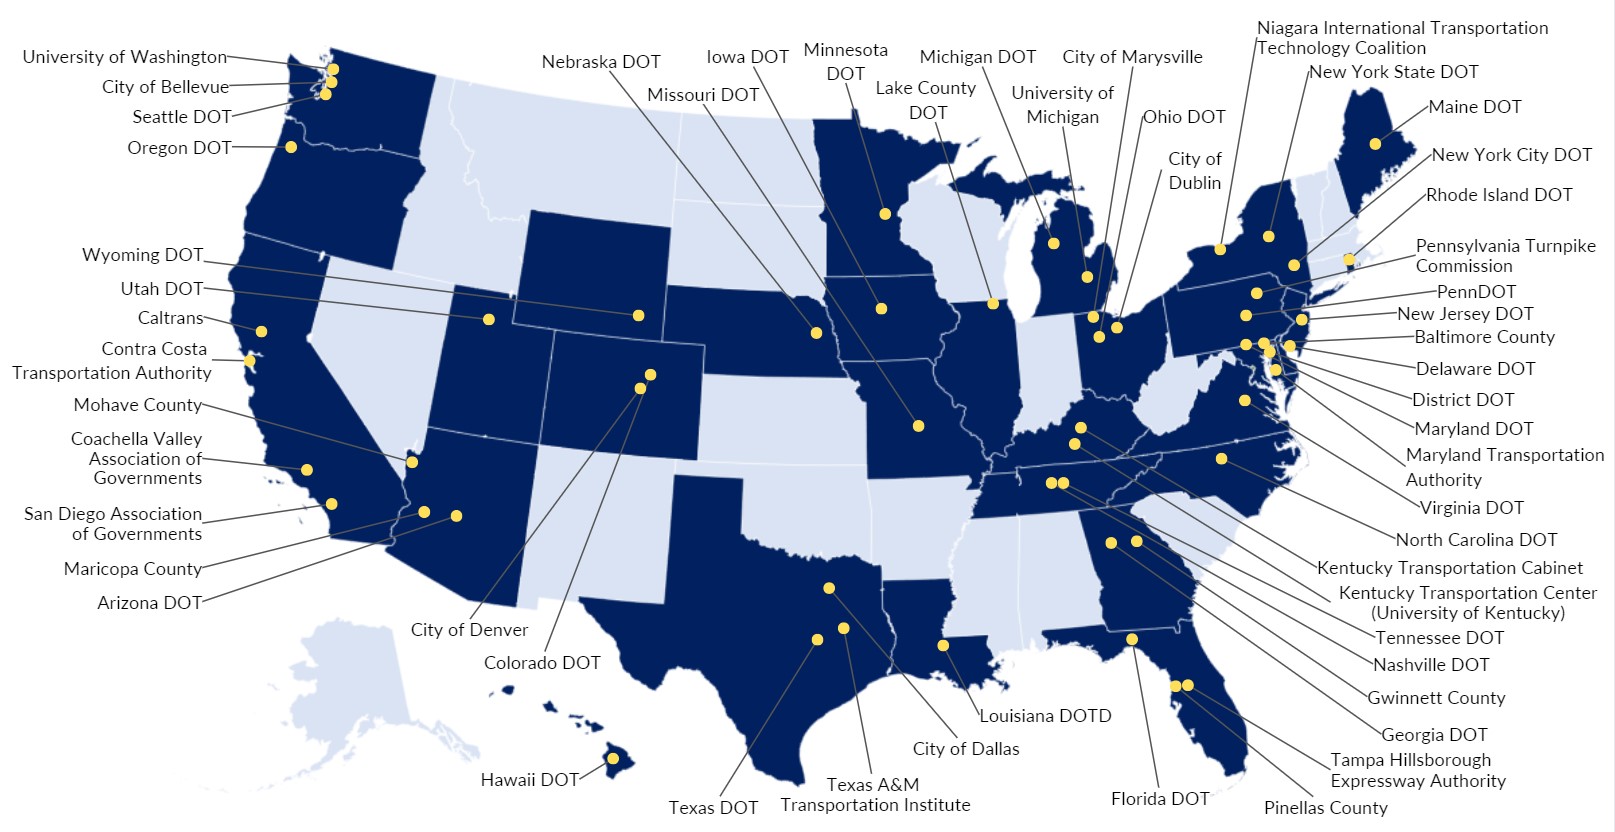 University of Washington
City of Bellevue
Seattle DOT
Oregon DOT
Wyoming DOT
Utah DOT
Caltrans
Contra Costa
Transportation Authority
Mohave County
Coachella Valley
Association of
Governments
San Diego Association
of Governments
Maricopa County
Arizona DOT
Nebraska DOT
Missouri DOT
Iowa DOT
Minnesota
DOT
Lake County
DOT
Michigan DOT
University of
Michigan
City of Marysville
Ohio DOT
City of
Dublin
Niagara International Transportation
Technology Coalition
New York State DOT
Maine DOT
New York City DOT
Rhode Island DOT
Pennsylvania Turnpike
Commission
PennDOT
New Jersey DOT
Baltimore County
Delaware DOT
District DOT
Maryland DOT
Maryland Transportation
Authority
Virginia DOT
North Carolina DOT
Kentucky Transportation Cabinet
Kentucky Transportation Center
(University of Kentucky)
Tennessee DOT
Nashville DOT
Gwinnett County
Georgia DOT
Tampa Hillsborough
Expressway Authority
Pinellas County
Florida DOT
Louisiana DOTD
City of Dallas
Texas A&M
Transportation Institute
Texas DOT
City of Denver
Colorado DOT
Hawaii DOT